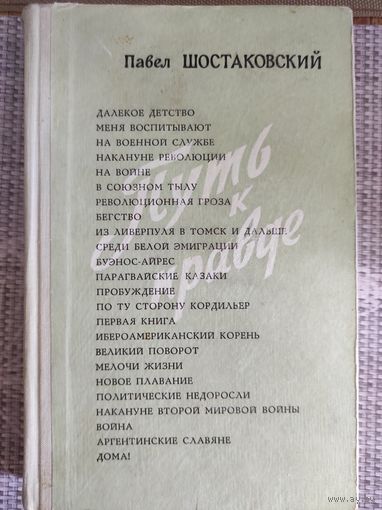 Павел ШОСТАКОВСКИЙ
Путь
к
правде
ДАЛЕКОЕ ДЕТСТВО
МЕНЯ ВОСПИТЫВАЮТ
НА ВОЕННОЙ СЛУЖБЕ
НАКАНУНЕ РЕВОЛЮЦИИ
НА ВОЙНЕ
В СОЮЗНОМ ТЫЛУ
РЕВОЛЮЦИОННАЯ ГРОЗА
БЕГСТВО
ИЗ ЛИВЕРПУЛЯ В ТОМСК И ДАЛЬШЕ
СРЕДИ БЕЛОЙ ЭМИГРАЦИИ
БУЭНОС-АЙРЕС
ПАРАГВАЙСКИЕ КАЗАКИ
ПРОБУЖДЕНИЕ
ПО ТУ СТОРОНУ КОРДИЛЬЕР
ПЕРВАЯ КНИГА
ИБЕРОАМЕРИКАНСКИЙ КОРЕНЬ
ВЕЛИКИЙ ПОВОРОТ
МЕЛОЧИ ЖИЗНИ
НОВОЕ ПЛАВАНИЕ
ПОЛИТИЧЕСКИЕ НЕДОРОСЛИ
НАКАНУНЕ ВТОРОЙ МИРОВОЙ ВОЙНЫ
ВОЙНА
АРГЕНТИНСКИЕ СЛАВЯНЕ
ДОМА!